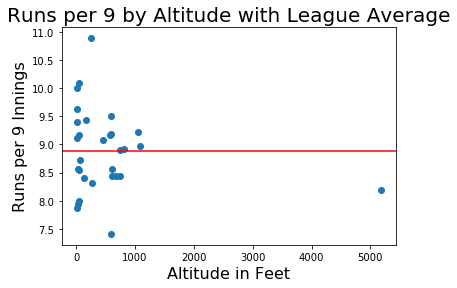 Runs per 9 by Altitude with League Average
11.0
10.5
10.0
9.5
9.0
8.5
8.0
7.5
Runs per 9 Innings
0 1000 2000 3000 4000 5000
Altitude in Feet